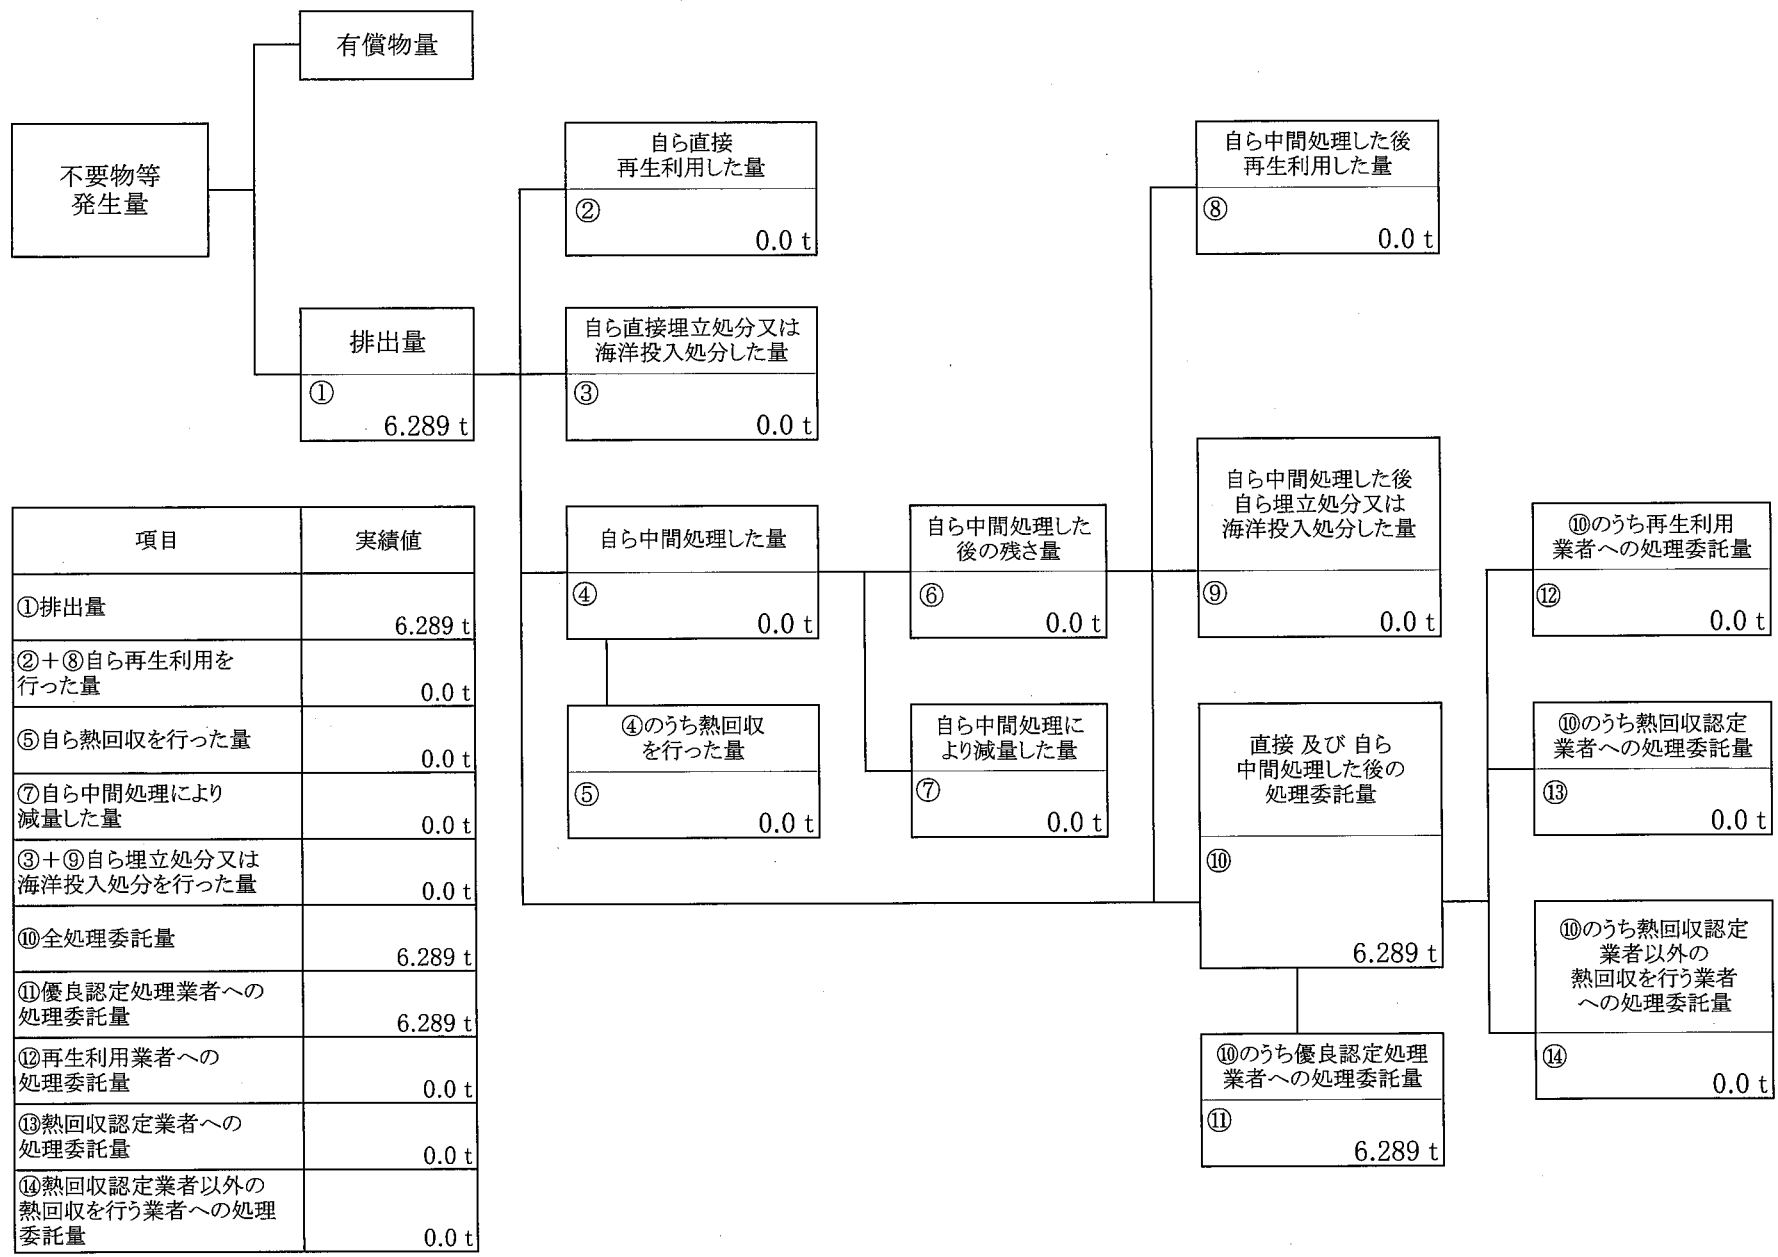 有償物量
不要物等
発生量
排出量
①
6.289 t
自ら直接
再生利用した量
②
0.0 t
自ら直接埋立処分又は
海洋投入処分した量
③
0.0 t
自ら中間処理した量
④
0.0 t
④のうち熱回収
を行った量
⑤
0.0 t
自ら中間処理した
後の残さ量
⑥
0.0 t
自ら中間処理に
より減量した量
⑦
0.0 t
自ら中間処理した後
再生利用した量
⑧
0.0 t
自ら中間処理した後
自ら埋立処分又は
海洋投入処分した量
⑨
0.0 t
直接 及び 自ら
中間処理した後の
処理委託量
⑩
6.289 t
⑩のうち優良認定処理
業者への処理委託量
⑪
6.289 t
⑩のうち再生利用
業者への処理委託量
⑫
0.0 t
⑩のうち熱回収認定
業者への処理委託量
⑬
0.0 t
⑩のうち熱回収認定
業者以外の
熱回収を行う業者
への処理委託量
⑭
0.0 t
項目 実績値
①排出量
6.289 t
②＋⑧自ら再生利用を
行った量
0.0 t
⑤自ら熱回収を行った量
0.0 t
⑦自ら中間処理により
減量した量
0.0 t
③＋⑨自ら埋立処分又は
海洋投入処分を行った量
0.0 t
⑩全処理委託量
6.289 t
⑪優良認定処理業者への
処理委託量
6.289 t
⑫再生利用業者への
処理委託量
0.0 t
⑬熱回収認定業者への
処理委託量
0.0 t
⑭熱回収認定業者以外の
熱回収を行う業者への処理
委託量
0.0 t